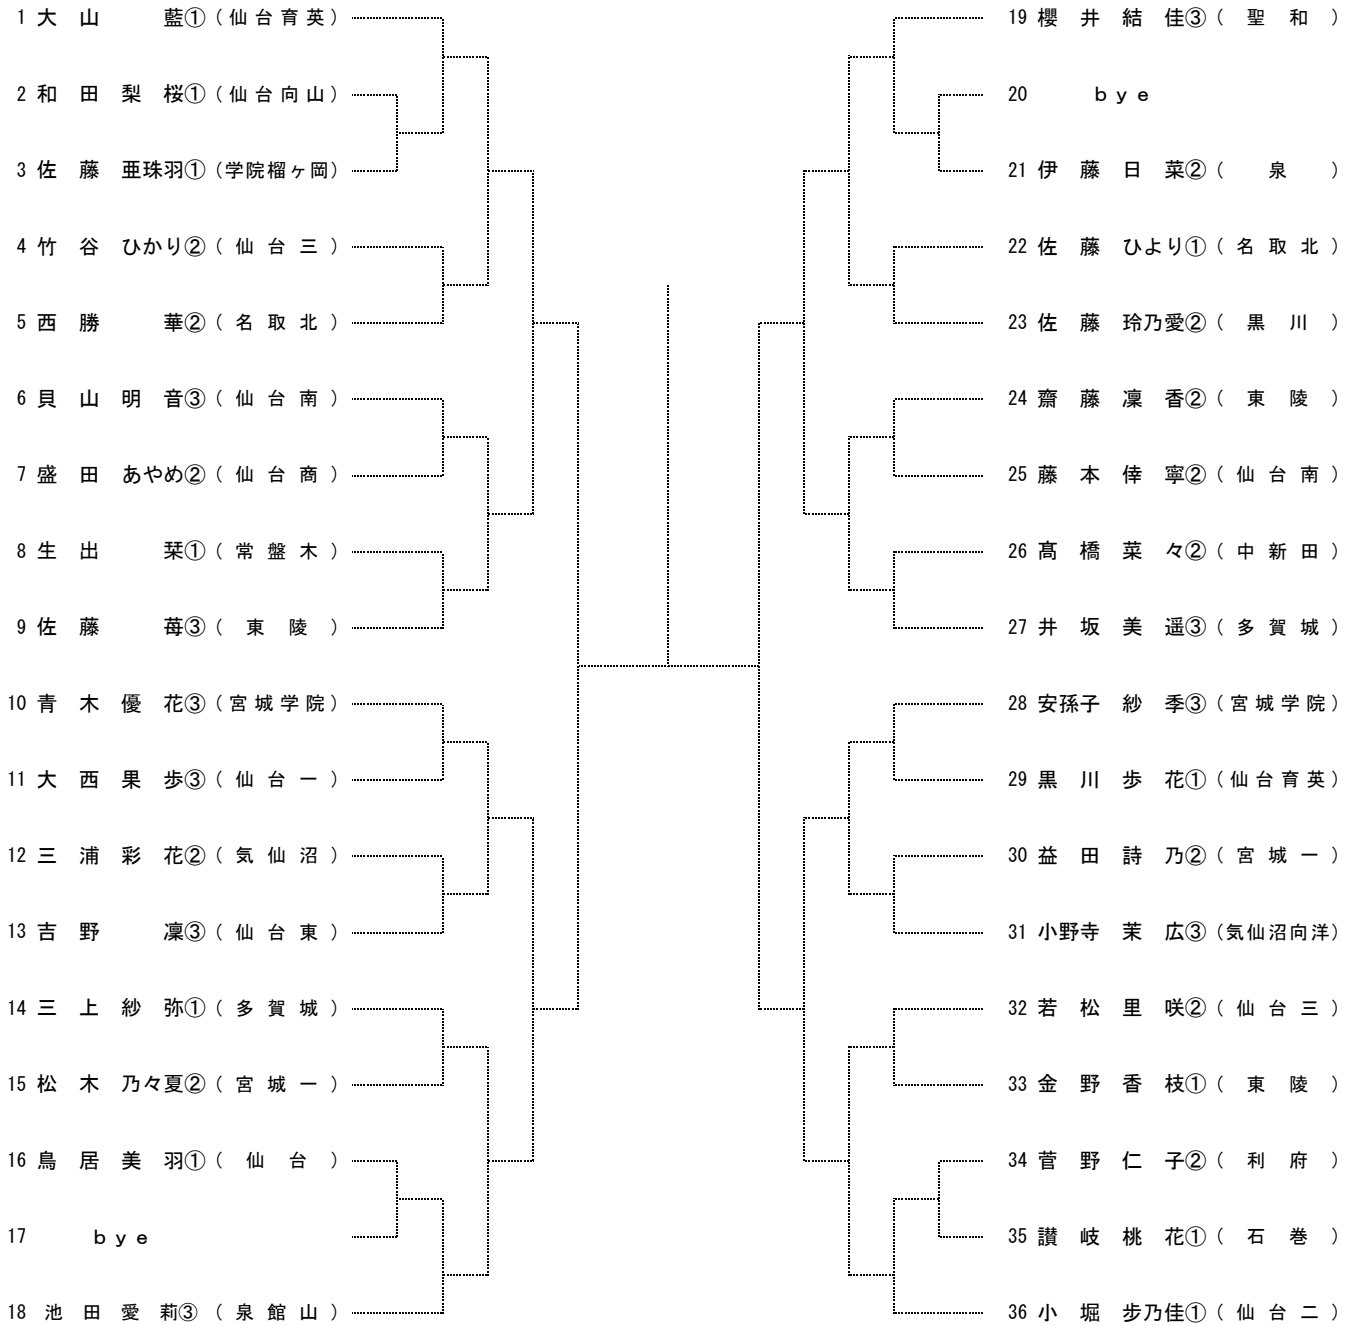 1 大　山　　　藍①（仙台育英）
2 和　田　梨　桜①（仙台向山）
3 佐　藤　亜珠羽①（学院榴ヶ岡）
4 竹　谷　ひかり②（仙台三）
5 西　勝　　　華②（名取北）
6 貝　山　明　音③（仙台南）
7 盛　田　あやめ②（仙台商）
8 生　出　　　栞①（常盤木）
9 佐　藤　　　苺③（東陵）
10 青　木　優　花③（宮城学院）
11 大　西　果　歩③（仙台一）
12 三　浦　彩　花②（気仙沼）
13 吉　野　　　凜③（仙台東）
14 三　上　紗　弥①（多賀城）
15 松　木　乃々夏②（宮城一）
16 鳥　居　美　羽①（仙台）
17 ｂｙｅ
18 池　田　愛　莉③（泉館山）
19 櫻　井　結　佳③（聖和）
20 ｂｙｅ
21 伊　藤　日　菜②（泉）
22 佐　藤　ひより①（名取北）
23 佐　藤　玲乃愛②（黒川）
24 齋　藤　凜　香②（東陵）
25 藤　本　倖　寧②（仙台南）
26 髙　橋　菜　々②（中新田）
27 井　坂　美　遥③（多賀城）
28 安孫子　紗　季③（宮城学院）
29 黒　川　歩　花①（仙台育英）
30 益　田　詩　乃②（宮城一）
31 小野寺　茉　広③（気仙沼向洋）
32 若　松　里　咲②（仙台三）
33 金　野　香　枝①（東陵）
34 菅　野　仁　子②（利府）
35 讃　岐　桃　花①（石巻）
36 小　堀　歩乃佳①（仙台二）